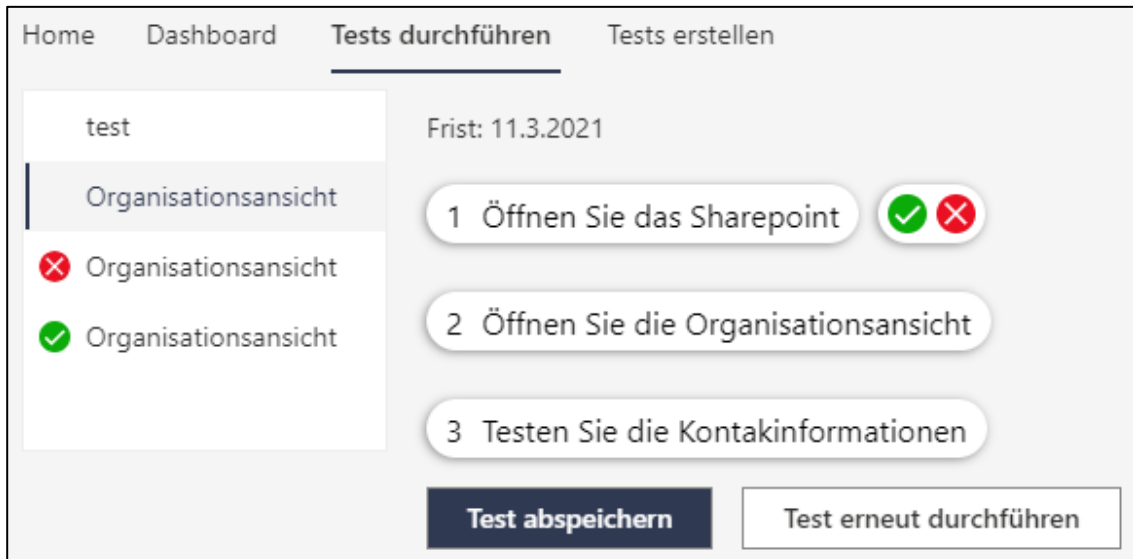 Home Dashboard Tests durchführen Tests erstellen
test
Organisationsansicht
Organisationsansicht
Organisationsansicht
Frist: 11.3.2021
1 Öffnen Sie das Sharepoint
2 Öffnen Sie die Organisationsansicht
3 Testen Sie die Kontakinformationen
Test abspeichern Test erneut durchführen